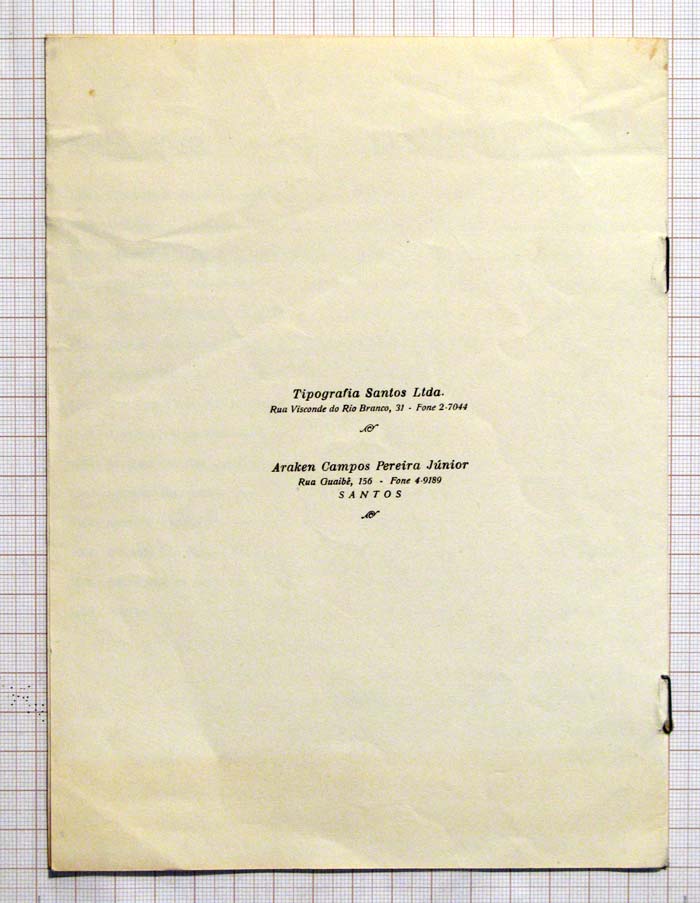 Tipografia Santos Ltda.
Rua Visconde do Rio Branco, 31 - Fone 2-7044
Araken Campos Pereira Júnior
Rua Guaibê, 156 - Fone 4-9189
SANTOS